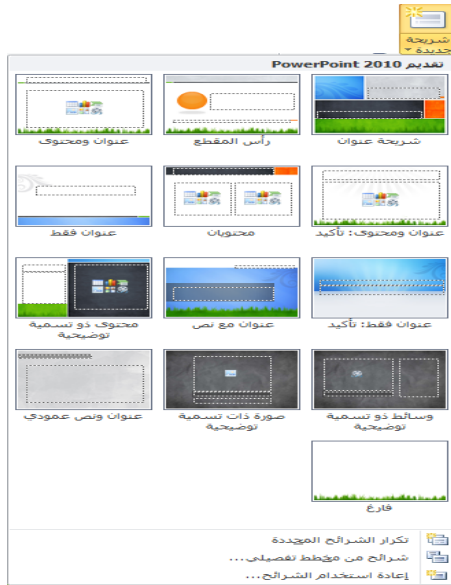 شريحة
جديدة
تقديم PowerPoint 2010
شريحة عنوان
رأس المقطع
عنوان ومحتوى
عنوان ومحتوى: تأكيد
محتويان
عنوان فقط
عنوان فقط: تأكيد
عنوان مع نص
محتوى ذو تسمية
توضيحية
وسائط ذو تسمية
توضيحية
صورة ذات تسمية
توضيحية
عنوان ونص عمودي
فارغ
تكرار الشرائح المحددة
شرائح من مخطط تفصيلي...
إعادة استخدام الشرائح...